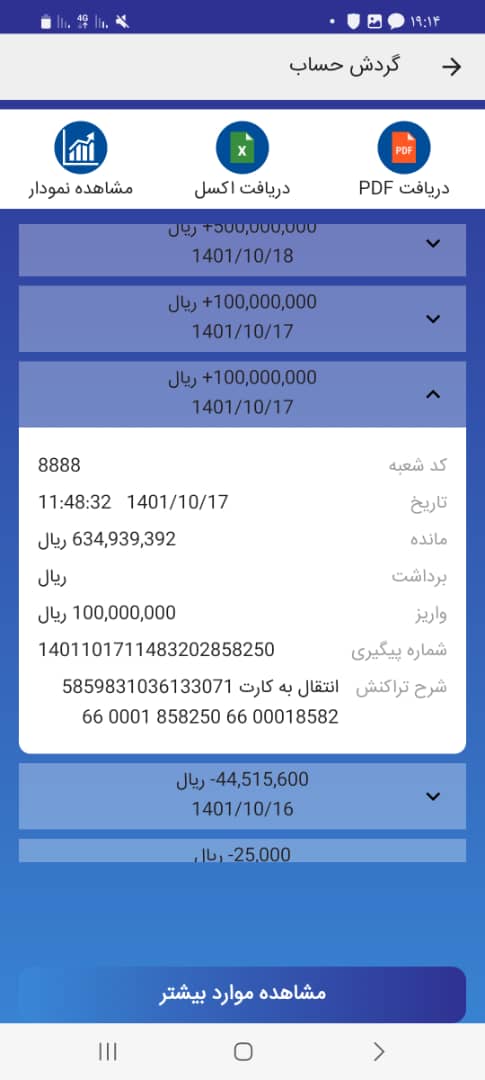 ۱۹:۱۴
4G
گردش حساب
دریافت PDF
دریافت اکسل
مشاهده نمودار
PDF
X
+500,000,000 ریال
1401/10/18
+100,000,000 ریال
1401/10/17
+100,000,000 ریال
1401/10/17
کد شعبه 8888
تاریخ 1401/10/17 11:48:32
مانده 634,939,392 ریال
برداشت ریال
واریز 100,000,000 ریال
شماره پیگیری 1401101711483202858250
شرح تراکنش انتقال به کارت 5859831036133071
66 0001 858250 66 00018582
-44,515,600 ریال
1401/10/16
-25,000 ریال
مشاهده موارد بیشتر